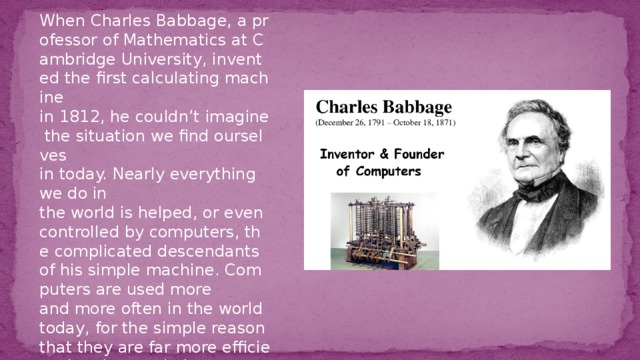 When Charles Babbage, a pr
ofessor of Mathematics at C
ambridge University, invent
ed the first calculating mach
ine
in 1812, he couldn’t imagine
the situation we find oursel
ves
in today. Nearly everything
we do in
the world is helped, or even
controlled by computers, th
e complicated descendants
of his simple machine. Com
puters are used more
and more often in the world
today, for the simple reason
that they are far more efficie
Charles Babbage
(December 26, 1791 – October 18, 1871)
Inventor & Founder
of Computers